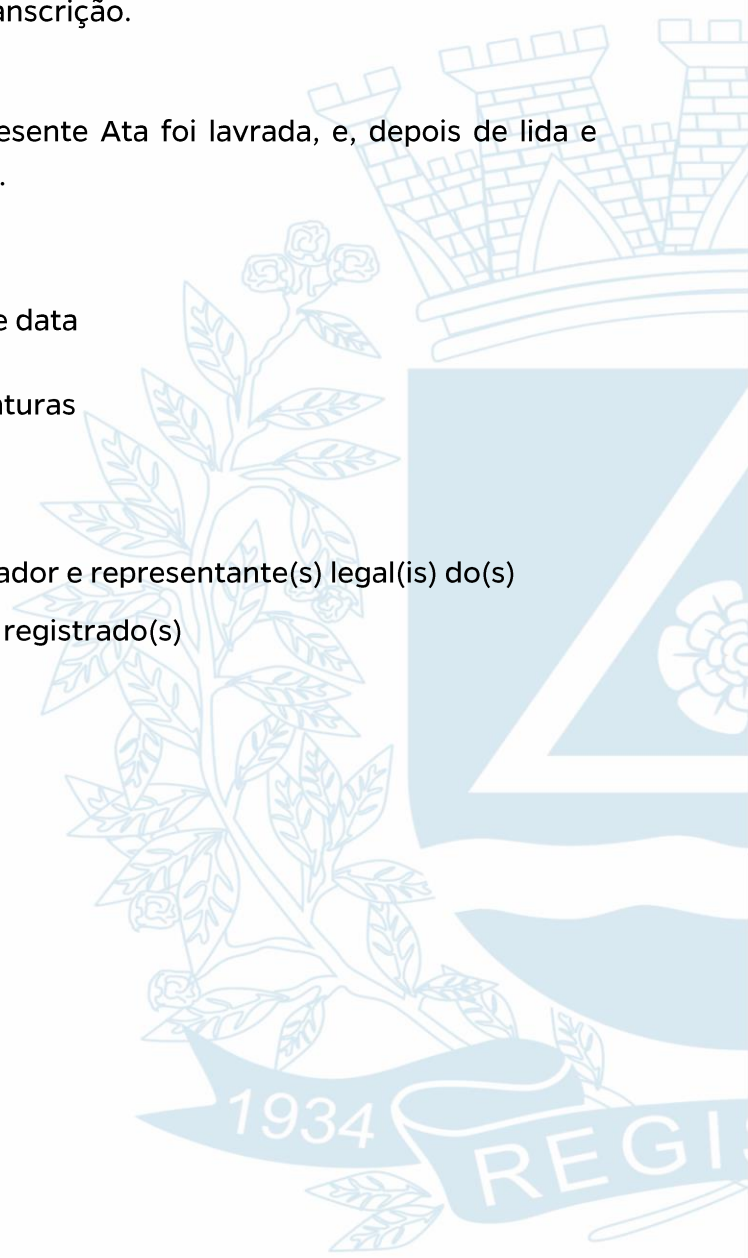 anscrição.
esente Ata foi lavrada, e, depois de lida e
.
e data
aturas
ador e representante(s) legal(is) do(s)
registrado(s)
1934
REGIS